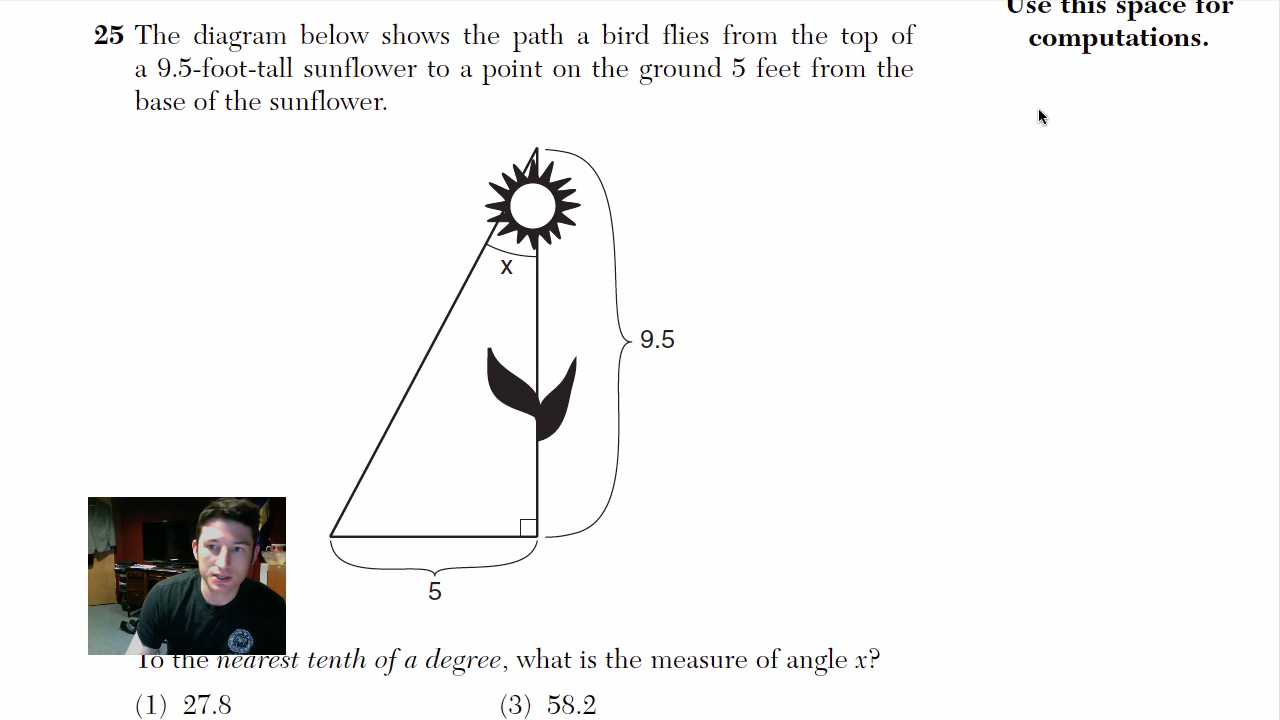 Use this space for
computations.
25 The diagram below shows the path a bird flies from the top of
a 9.5-foot-tall sunflower to a point on the ground 5 feet from the
base of the sunflower.
x
9.5
5
To the nearest tenth of a degree, what is the measure of angle x?
(1) 27.8
(3) 58.2